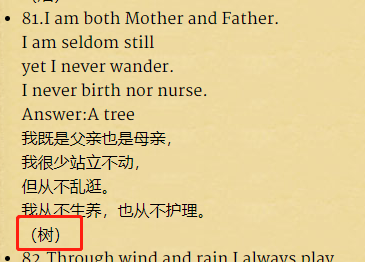 81.I am both Mother and Father.
I am seldom still
yet I never wander.
I never birth nor nurse.
Answer:A tree
我既是父亲也是母亲，
我很少站立不动，
但从不乱逛。
我从不生养，也从不护理。
（树）
82.Through wind and rain I always play